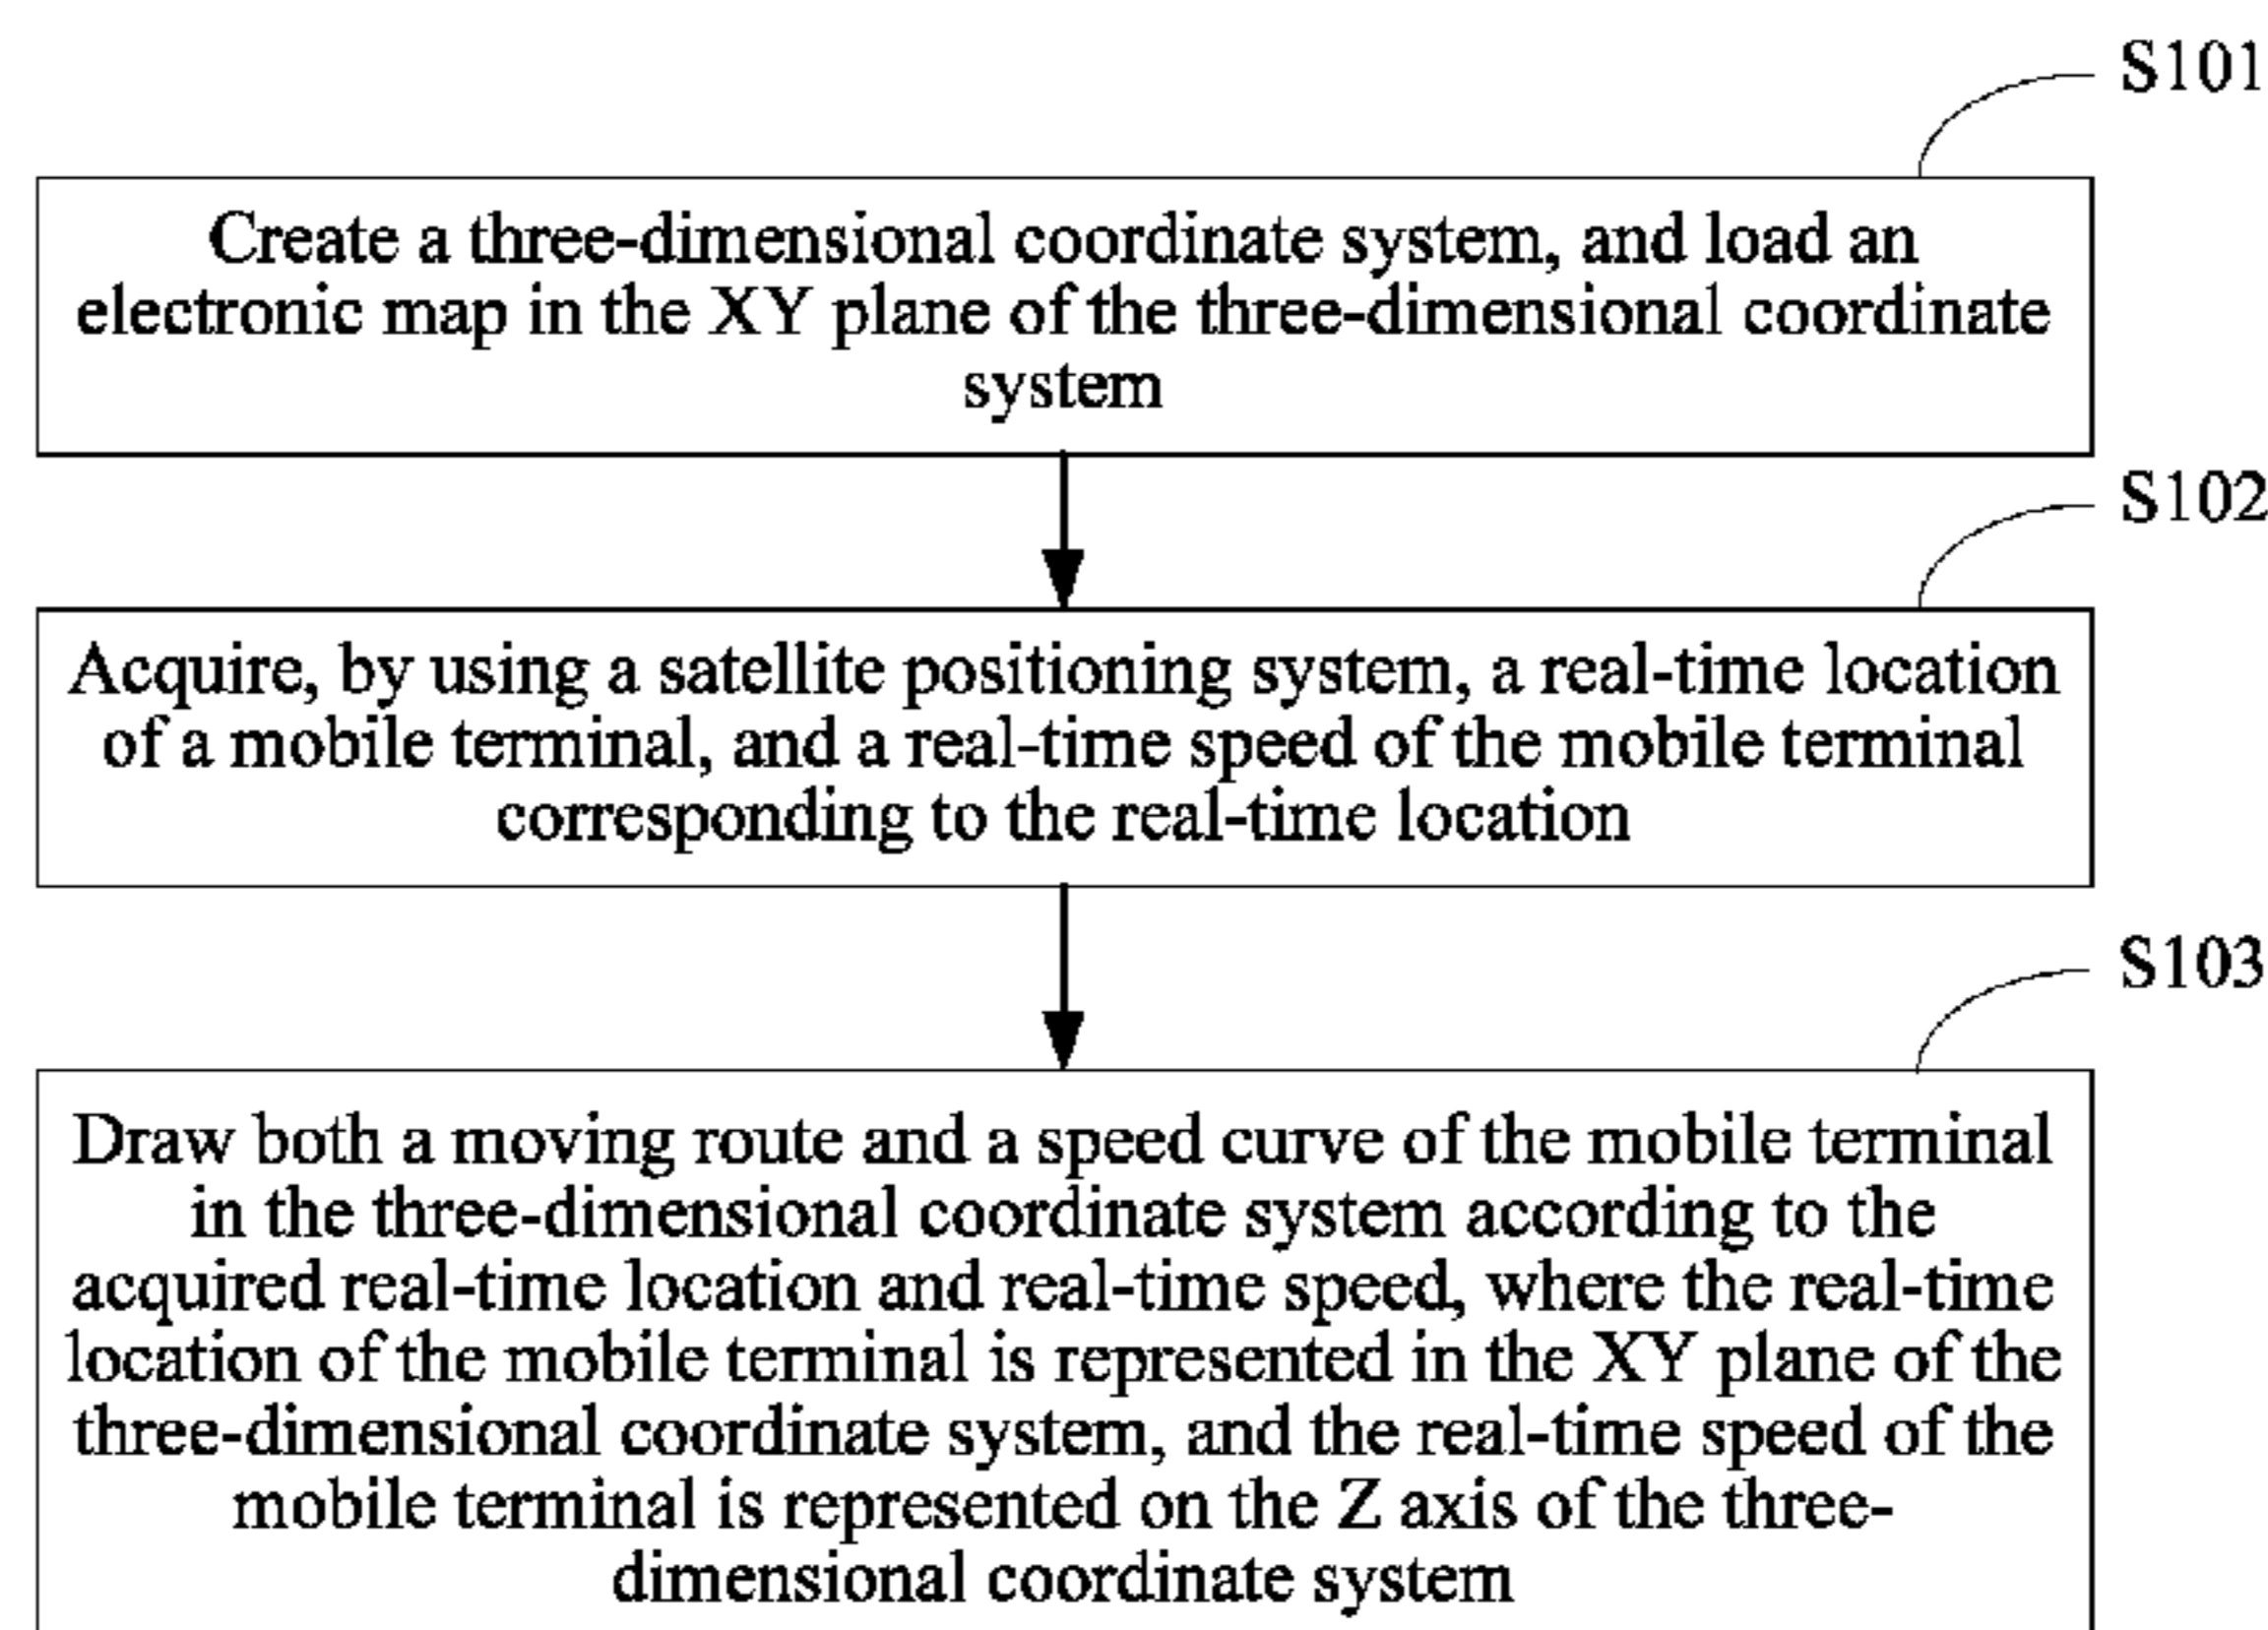 S101
Create a three-dimensional coordinate system, and load an
electronic map in the XY plane of the three-dimensional coordinate
system
S102
Acquire, by using a satellite positioning system, a real-time location
of a mobile terminal, and a real-time speed of the mobile terminal
corresponding to the real-time location
S103
Draw both a moving route and a speed curve of the mobile terminal
in the three-dimensional coordinate system according to the
acquired real-time location and real-time speed, where the real-time
location of the mobile terminal is represented in the XY plane of the
three-dimensional coordinate system, and the real-time speed of the
mobile terminal is represented on the Z axis of the three-
dimensional coordinate system